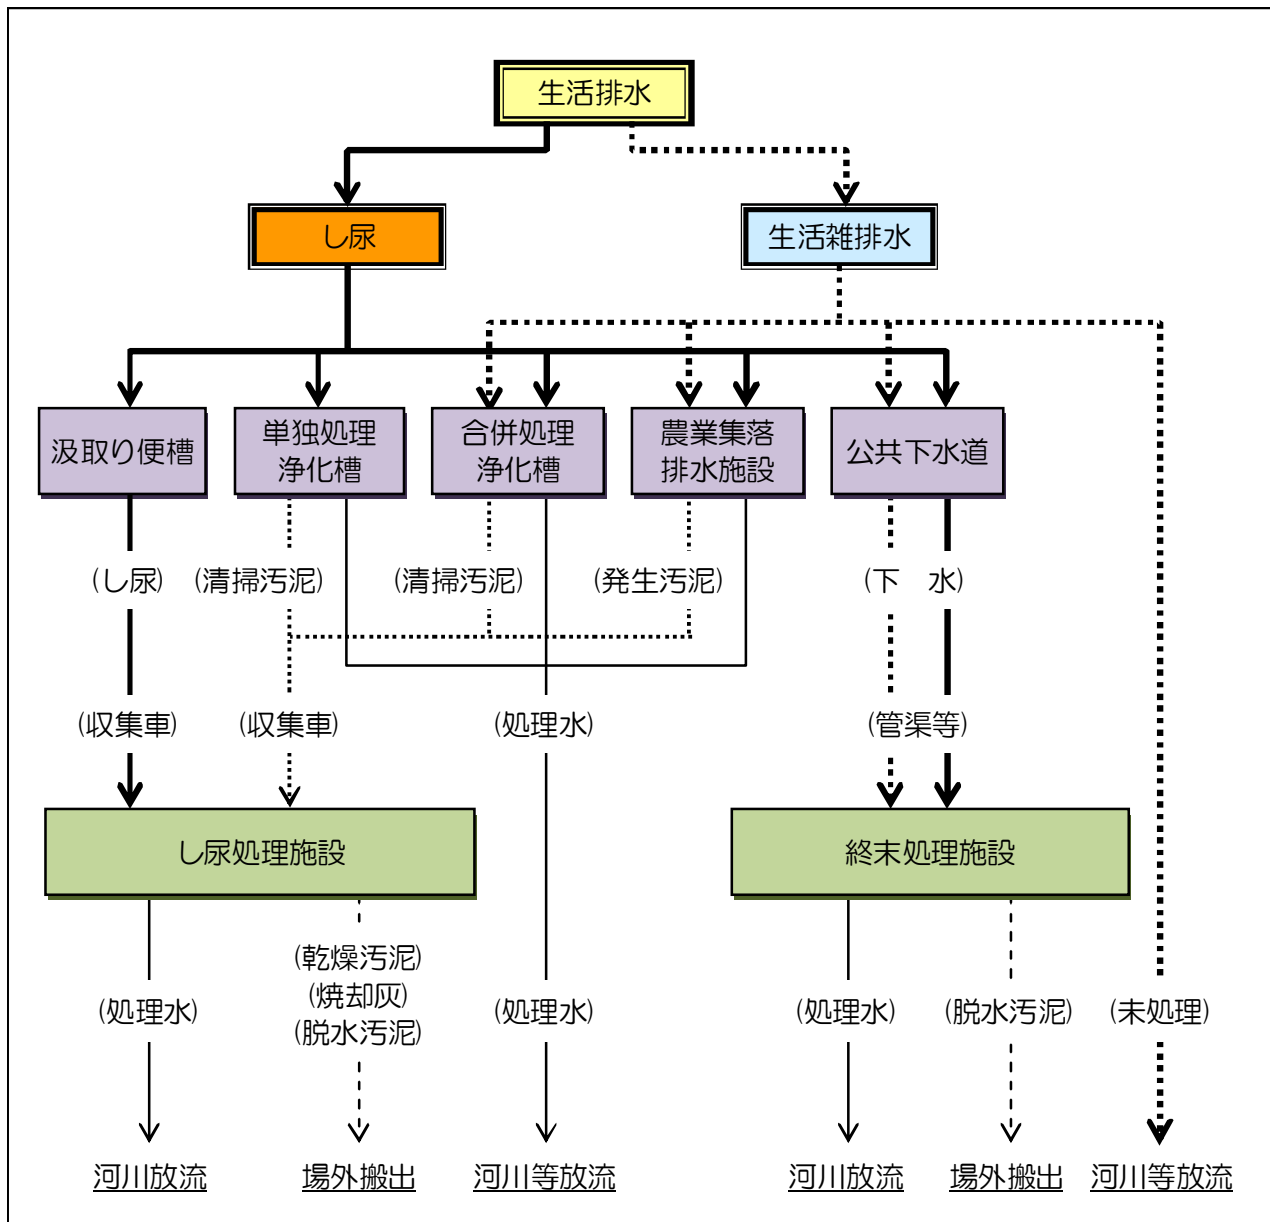 生活排水
し尿
生活雑排水
汲取り便槽
単独処理
浄化槽
合併処理
浄化槽
農業集落
排水施設
公共下水道
(し尿)
(清掃汚泥)
(清掃汚泥)
(発生汚泥)
(下　水)
(収集車)
(収集車)
(処理水)
(管渠等)
し尿処理施設
終末処理施設
(処理水)
(乾燥汚泥)
(焼却灰)
(脱水汚泥)
(処理水)
(処理水)
(脱水汚泥)
(未処理)
河川放流
場外搬出
河川等放流
河川放流
場外搬出
河川等放流